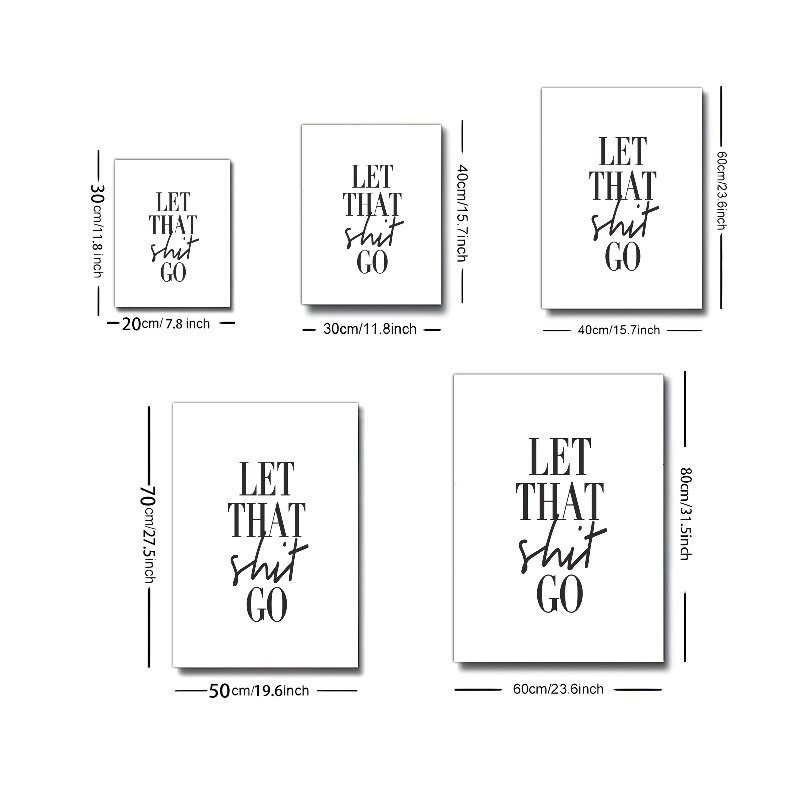 LET
THAT
shit
GO
30cm/11.8 inch
20cm/ 7.8 inch
LET
THAT
shit
GO
40cm/15.7inch
30cm/11.8inch
LET
THAT
shit
GO
60cm/23.6inch
40cm/15.7inch
LET
THAT
shit
GO
70cm/27.5inch
50cm/19.6inch
LET
THAT
shit
GO
80cm/31.5inch
60cm/23.6inch